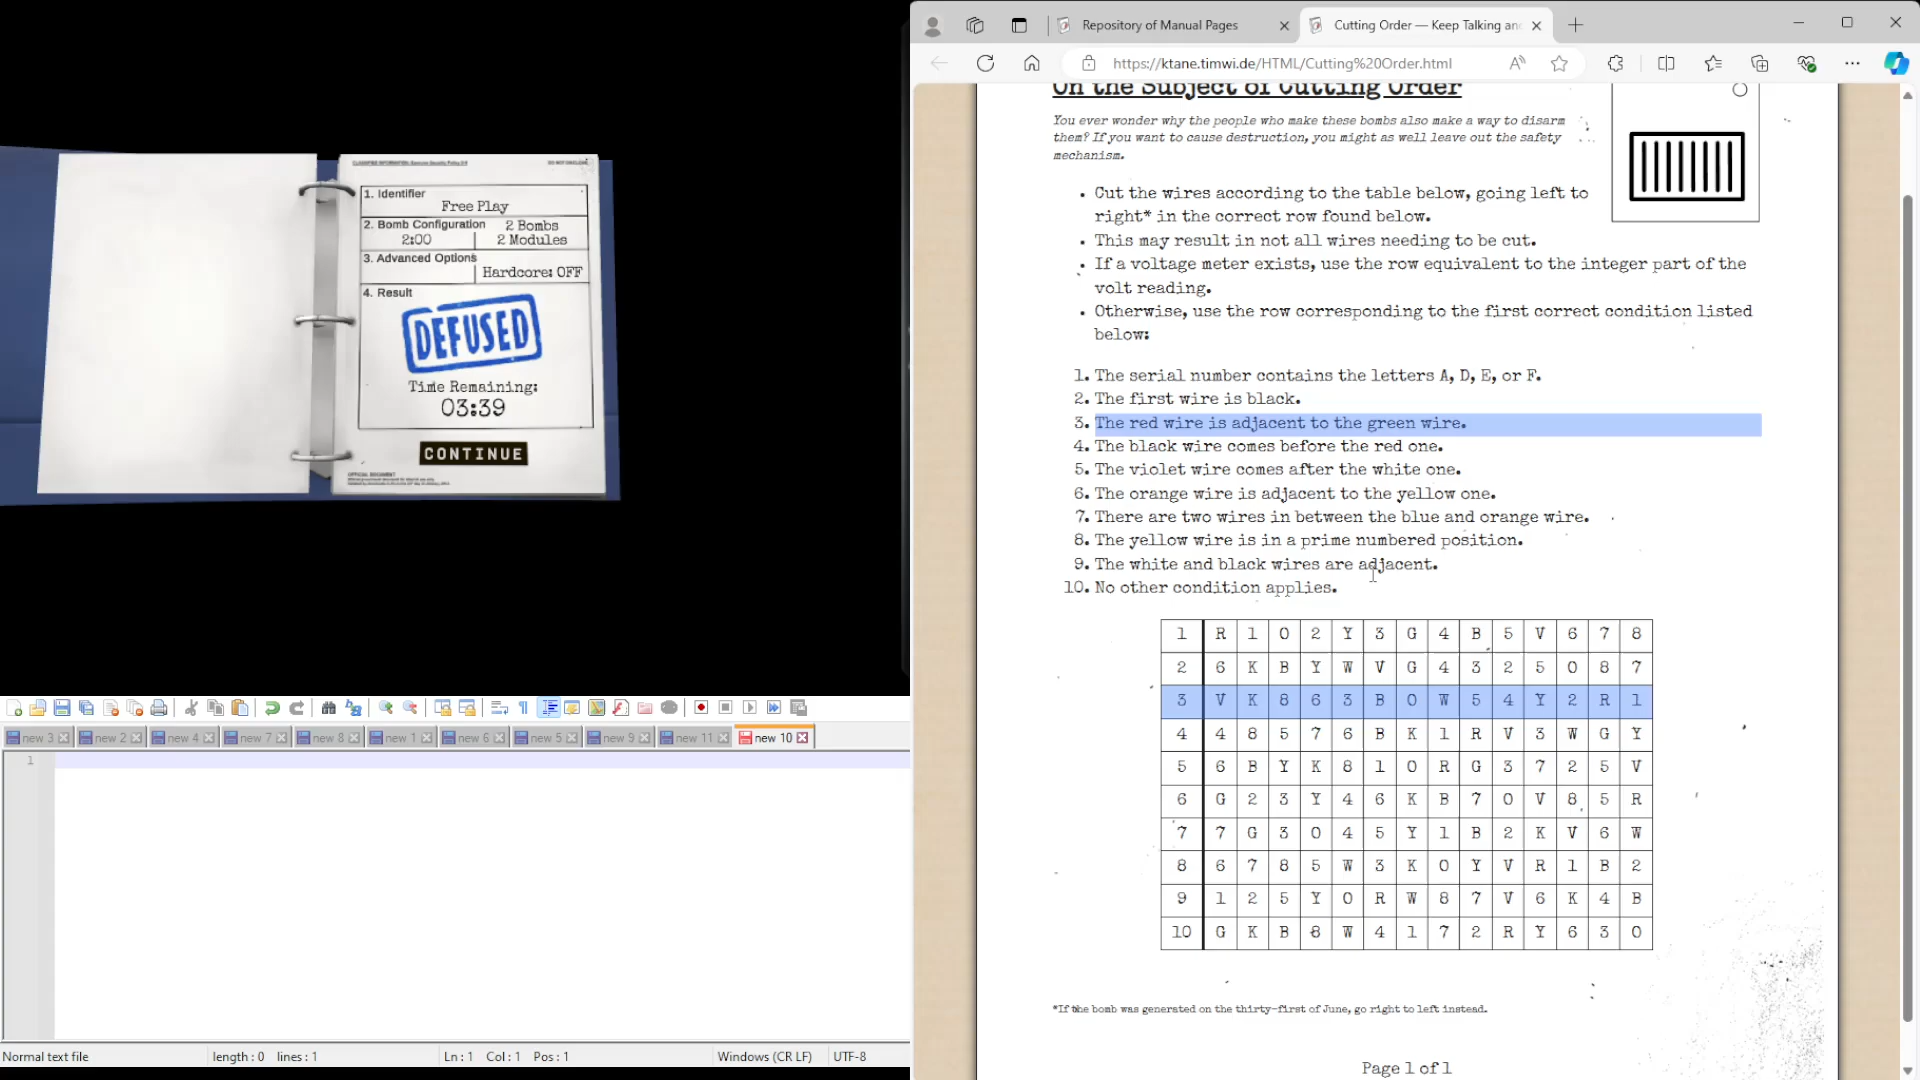 1. Identifier
Free Play
2. Bomb Configuration
2:00
2 Bombs
2 Modules
3. Advanced Options
Hardcore: OFF
4. Result
DEFUSED
Time Remaining:
03:39
CONTINUE
new 3
new 2
new 4
new 7
new 8
new 1
new 6
new 5
new 9
new 11
new 10
1
Normal text file
length : 0 lines : 1
Ln : 1 Col : 1 Pos : 1
Windows (CR LF)
UTF-8
Repository of Manual Pages
Cutting Order — Keep Talking an
https://ktane.timwi.de/HTML/Cutting%20Order.html
On the Subject of Cutting Order
You ever wonder why the people who make these bombs also make a way to disarm
them? If you want to cause destruction, you might as well leave out the safety
mechanism.
• Cut the wires according to the table below, going left to
right* in the correct row found below.
• This may result in not all wires needing to be cut.
• If a voltage meter exists, use the row equivalent to the integer part of the
volt reading.
• Otherwise, use the row corresponding to the first correct condition listed
below:
1. The serial number contains the letters A, D, E, or F.
2. The first wire is black.
3. The red wire is adjacent to the green wire.
4. The black wire comes before the red one.
5. The violet wire comes after the white one.
6. The orange wire is adjacent to the yellow one.
7. There are two wires in between the blue and orange wire.
8. The yellow wire is in a prime numbered position.
9. The white and black wires are adjacent.
10. No other condition applies.
1 R 1 O 2 Y 3 G 4 B 5 V 6 7 8
2 6 K B Y W V G 4 3 2 5 O 8 7
3 V K 8 6 3 B O W 5 4 Y 2 R 1
4 4 8 5 7 6 B K 1 R V 3 W G Y
5 6 B Y K 8 1 O R G 3 7 2 5 V
6 G 2 3 Y 4 6 K B 7 O V 8 5 R
7 7 G 3 O 4 5 Y 1 B 2 K V 6 W
8 6 7 8 5 W 3 K O Y V R 1 B 2
9 1 2 5 Y O R W 8 7 V 6 K 4 B
10 G K B 8 W 4 1 7 2 R Y 6 3 O
*If the bomb was generated on the thirty-first of June, go right to left instead.
Page 1 of 1